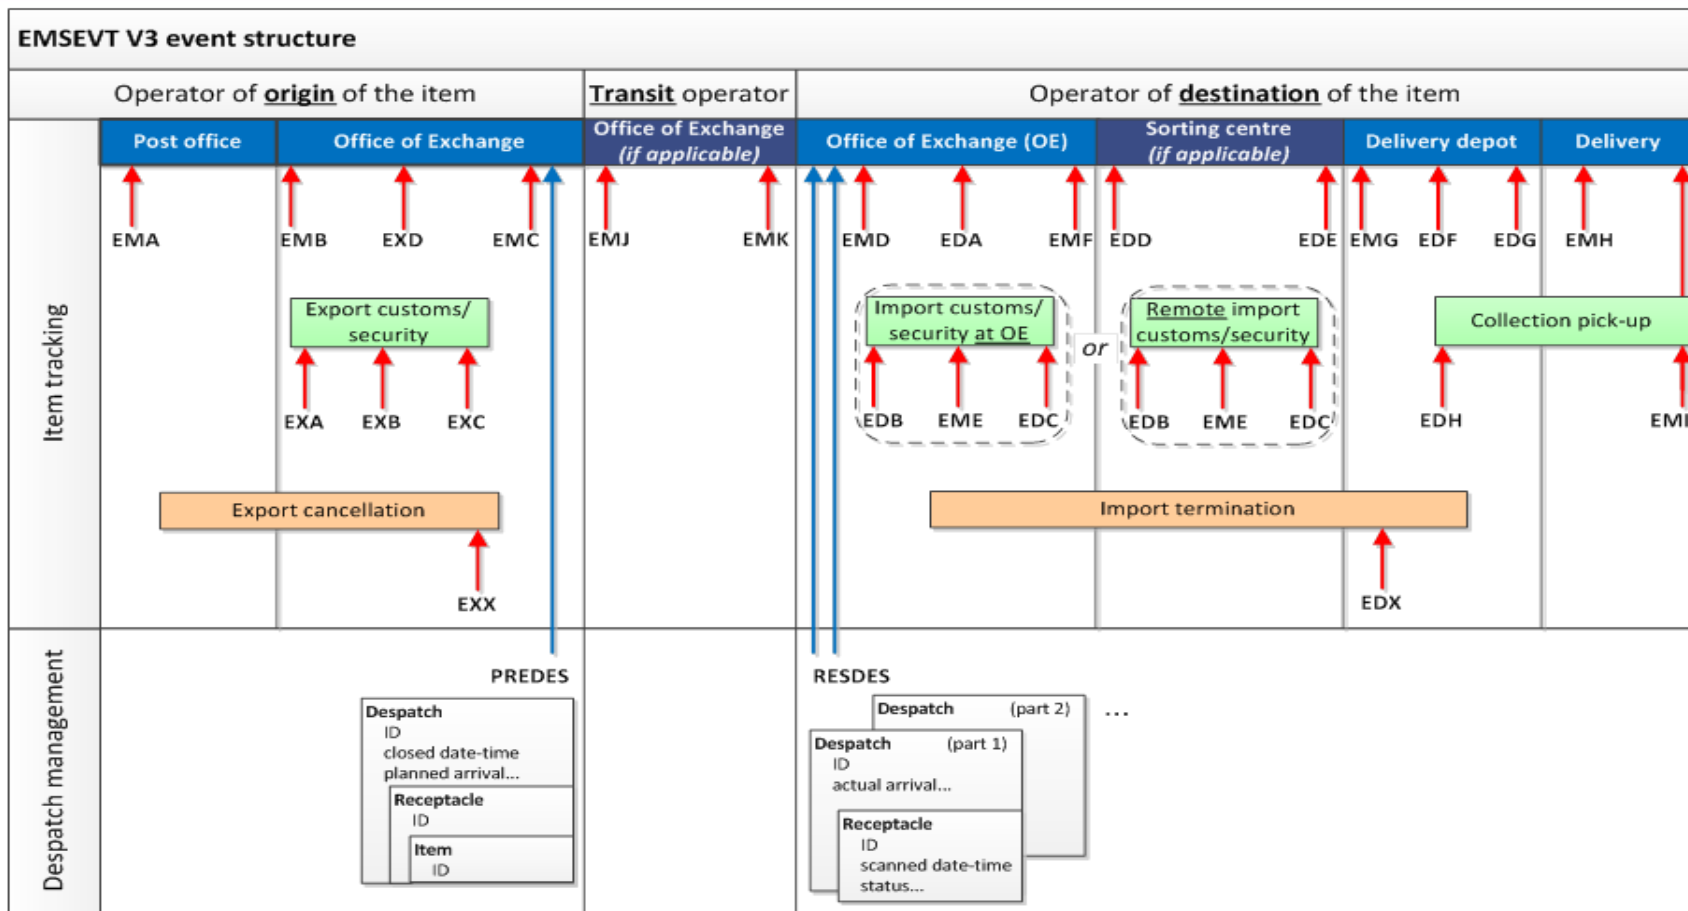 EMSEVT V3 event structure
Operator of origin of the item
Transit operator
Operator of destination of the item
Post office
Office of Exchange
Office of Exchange
(if applicable)
Office of Exchange (OE)
Sorting centre
(if applicable)
Delivery depot
Delivery
Item tracking
EMA
EMB
EXD
EMC
EMJ
EMK
EMD
EDA
EMF
EDD
EDE
EMG
EDF
EDG
EMH
Export customs/
security
Import customs/
security at OE
or
Remote import
customs/security
Collection pick-up
EXA
EXB
EXC
EDB
EME
EDC
EDB
EME
EDC
EDH
EMI
Export cancellation
Import termination
EXX
EDX
Despatch management
PREDES
Despatch
ID
closed date-time
planned arrival...
Receptacle
ID
Item
ID
RESDES
Despatch (part 2)
...
Despatch (part 1)
ID
actual arrival...
Receptacle
ID
scanned date-time
status...